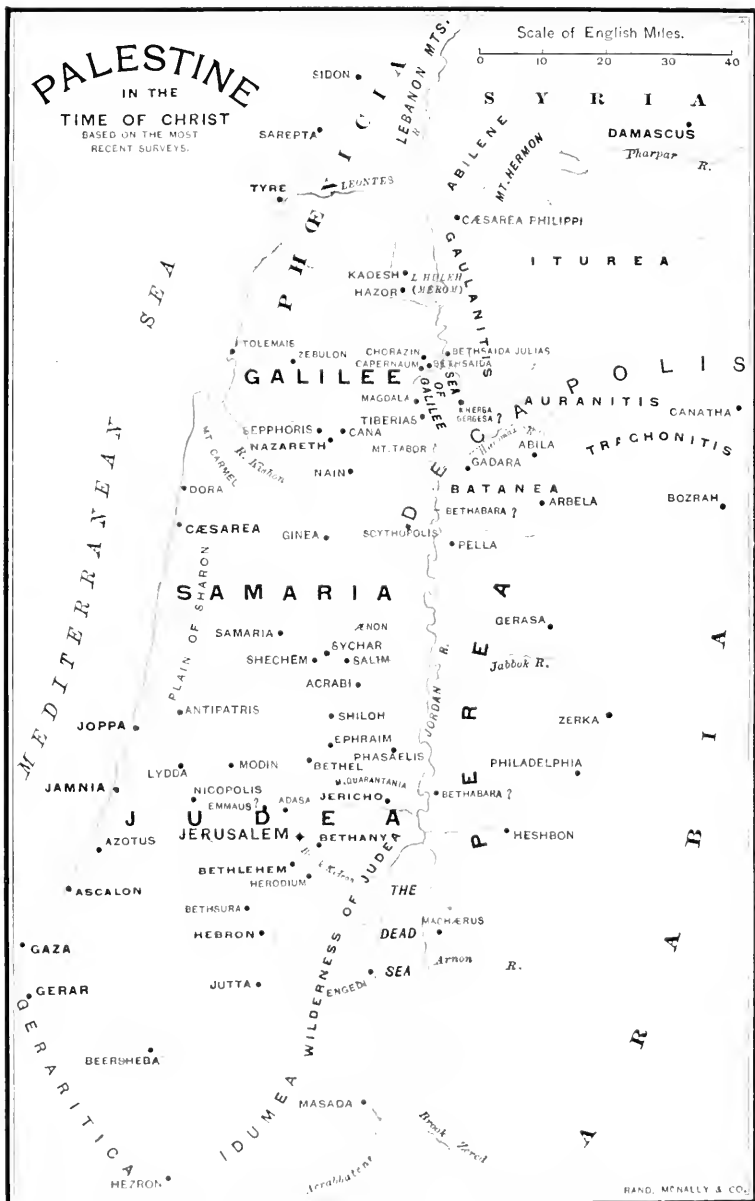 PALESTINE
IN THE
TIME OF CHRIST
BASED ON THE MOST
RECENT SURVEYS.
Scale of English Miles.
0 10 20 30 40
SYRIA
SIDON
LEBANON MTS.
SAREPTA
DAMASCUS
Tharpar R.
ABILENE
MT. HERMON
TYRE
LEONTES
PHŒNICIA
CÆSAREA PHILIPPI
ITUREA
GAULANITIS
KADESH
L. HULEH
(MEROM)
HAZOR
MEDITERRANEAN SEA
TOLEMAIS
ZEBULON
CHORAZIN
BETHSAIDA JULIAS
CAPERNAUM
BETHSAIDA
GALILEE
SEA OF GALILEE
DECAPOLIS
MAGDALA
GERGESA ?
AURANITIS
CANATHA
TIBERIAS
SEPPHORIS
CANA
TRACHONITIS
NAZARETH
MT. TABOR
ABILA
MT CARMEL
R. Kishon
NAIN
GADARA
DORA
BATANEA
ARBELA
BOZRAH
BETHABARA ?
CÆSAREA
GINEA
SCYTHOPOLIS
PELLA
SAMARIA
PLAIN OF SHARON
SAMARIA
ÆNON
GERASA
SYCHAR
SHECHEM
SALIM
Jabbok R.
ACRABI
JORDAN R.
PEREA
ANTIPATRIS
SHILOH
ZERKA
JOPPA
EPHRAIM
PHASAELIS
LYDDA
MODIN
BETHEL
PHILADELPHIA
M. QUARANTANIA
JAMNIA
NICOPOLIS
JERICHO
BETHABARA ?
EMMAUS ?
ADASA
JUDEA
JERUSALEM
BETHANY
HESHBON
AZOTUS
BETHLEHEM
HERODIUM
ASCALON
THE
DEAD
SEA
BETHSURA
MACHÆRUS
HEBRON
WILDERNESS OF JUDEA
GAZA
Arnon R.
GERAR
JUTTA
ENGEDI
ARABIA
GERARITICA
BEERSHEBA
IDUMEA
MASADA
Brook Zered
HEZRON
RAND, MCNALLY & CO.